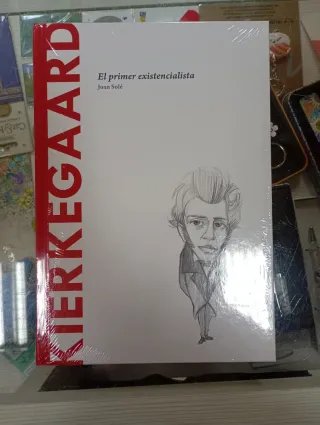 KIERKEGAARD
El primer existencialista
Joan Solé